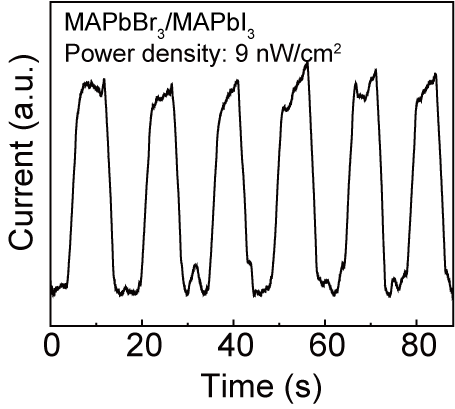 MAPbBr₃/MAPbI₃
Power density: 9 nW/cm²
Current (a.u.)
0 20 40 60 80
Time (s)